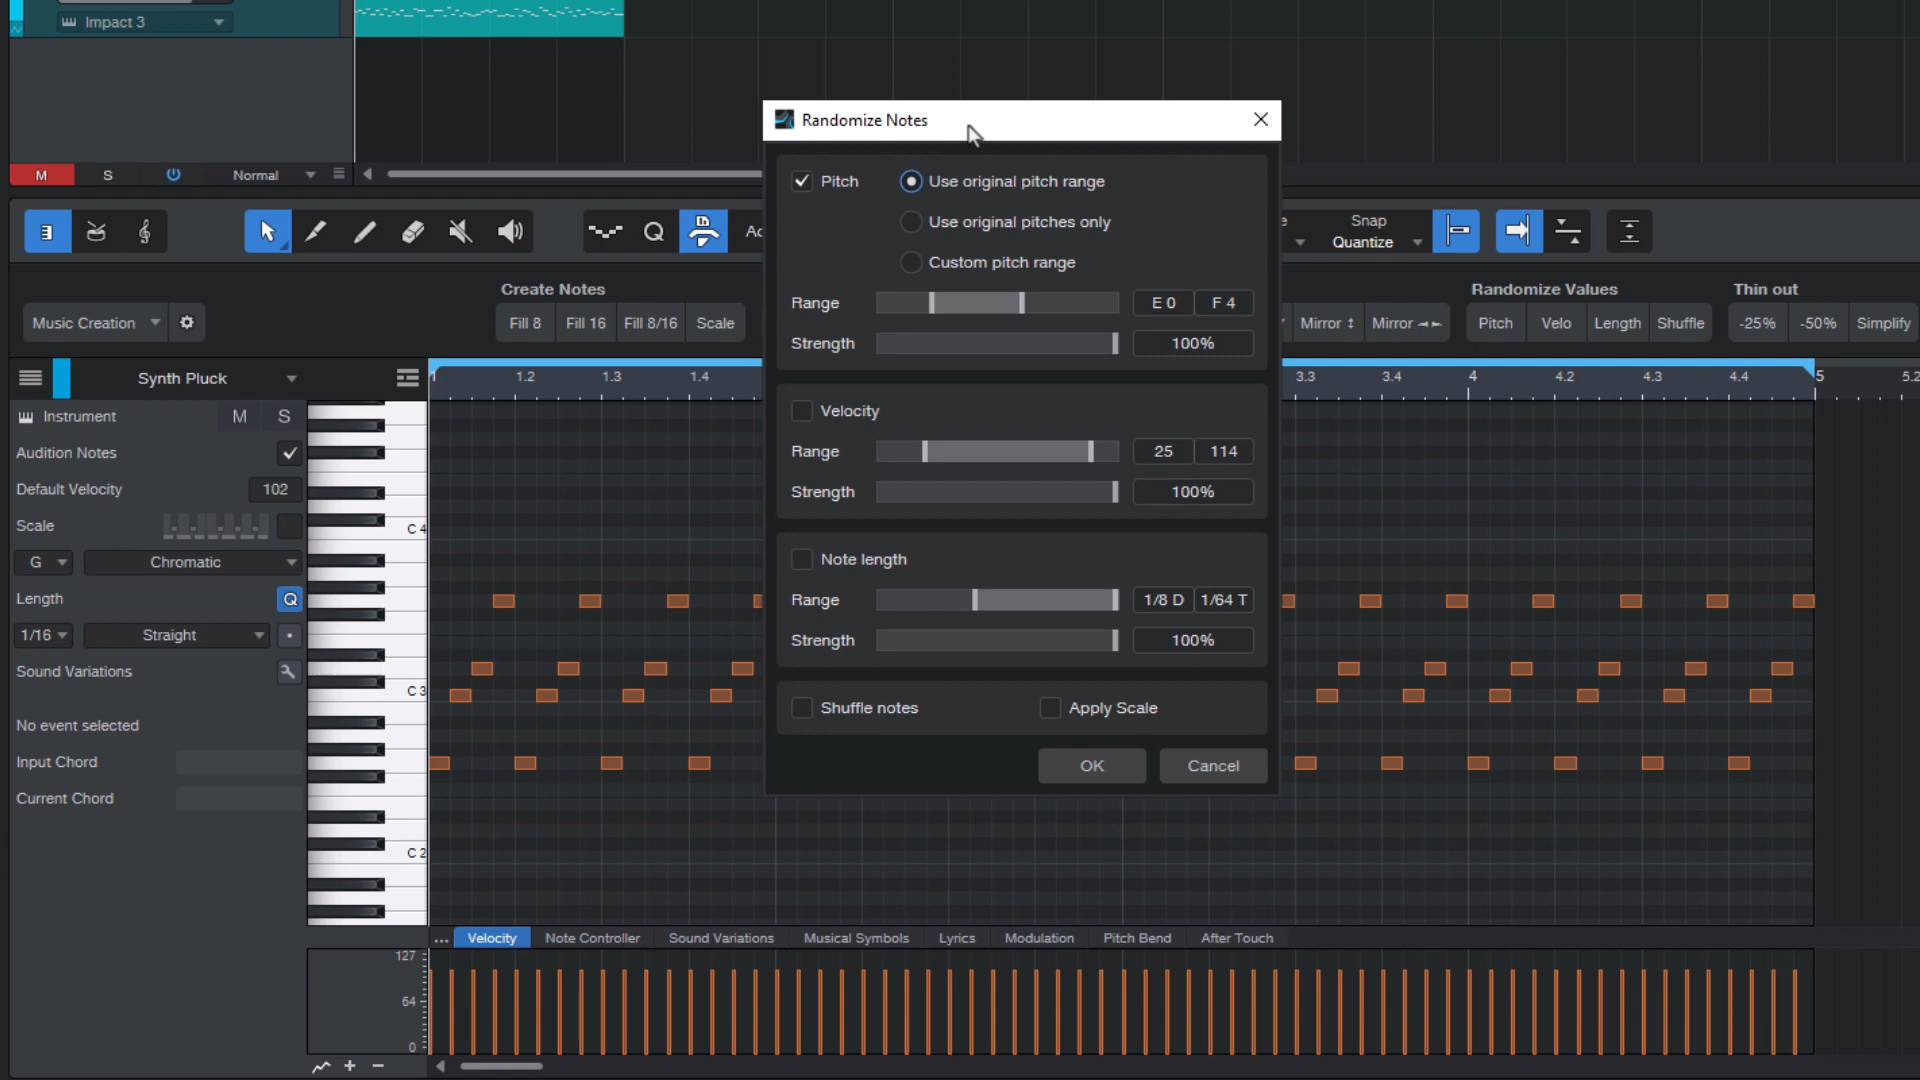 Impact 3
M S Normal
Randomize Notes
Pitch Use original pitch range
Use original pitches only
Custom pitch range
Range E 0 F 4
Strength 100%
Velocity
Range 25 114
Strength 100%
Note length
Range 1/8 D 1/64 T
Strength 100%
Shuffle notes Apply Scale
OK Cancel
Q
Snap
Quantize
Create Notes Randomize Values Thin out
Music Creation Fill 8 Fill 16 Fill 8/16 Scale Mirror Mirror Pitch Velo Length Shuffle -25% -50% Simplify
Synth Pluck 1 1.2 1.3 1.4 3.3 3.4 4 4.2 4.3 4.4 5 5.2
Instrument M S
Audition Notes
Default Velocity 102
Scale
G Chromatic
Length Q
1/16 Straight
Sound Variations
No event selected
Input Chord
Current Chord
C 4
C 3
C 2
... Velocity Note Controller Sound Variations Musical Symbols Lyrics Modulation Pitch Bend After Touch
127
64
0